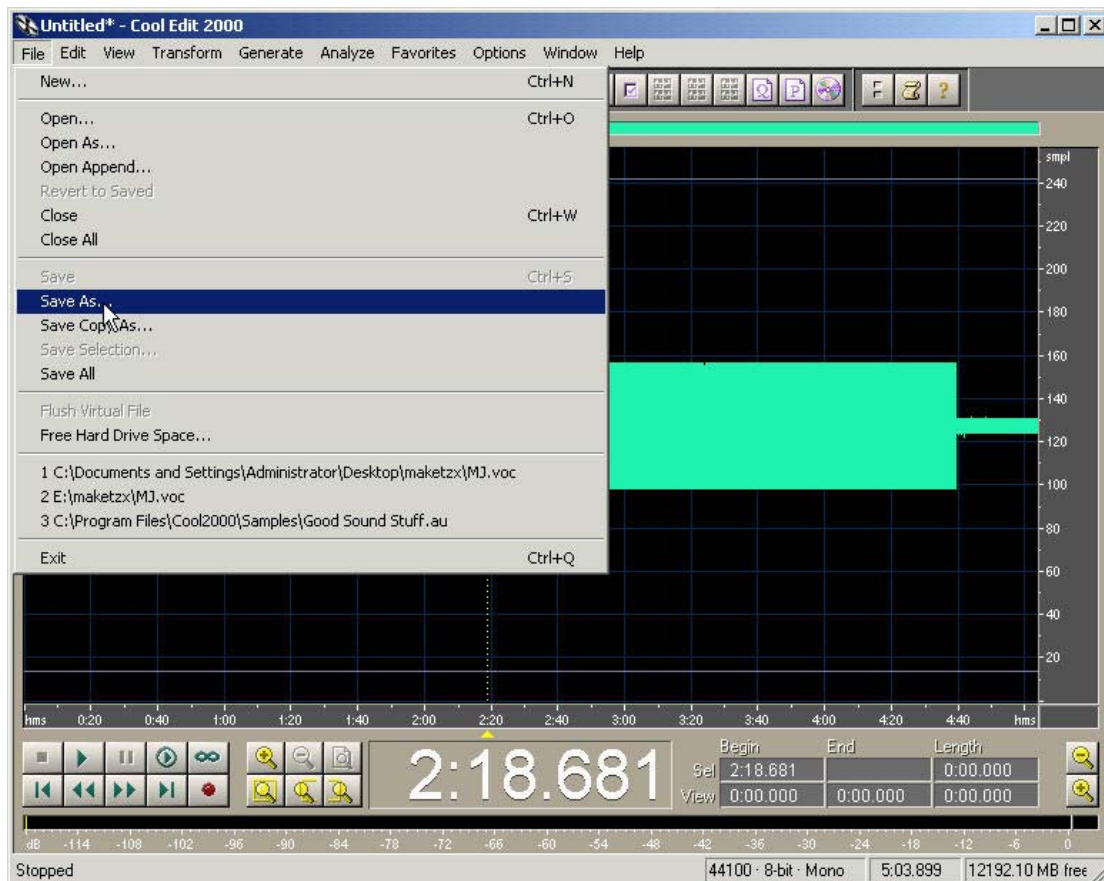 Untitled* - Cool Edit 2000
File Edit View Transform Generate Analyze Favorites Options Window Help
New... Ctrl+N
Open... Ctrl+O
Open As...
Open Append...
Revert to Saved
Close Ctrl+W
Close All
Save Ctrl+S
Save As...
Save Copy As...
Save Selection...
Save All
Flush Virtual File
Free Hard Drive Space...
1 C:\Documents and Settings\Administrator\Desktop\maketzx\MJ.voc
2 E:\maketzx\MJ.voc
3 C:\Program Files\Cool2000\Samples\Good Sound Stuff.au
Exit Ctrl+Q
Q P F ?
smpl
240
220
200
180
160
140
120
100
80
60
40
20
hms 0:20 0:40 1:00 1:20 1:40 2:00 2:20 2:40 3:00 3:20 3:40 4:00 4:20 4:40 hms
2:18.681
Begin End Length
Sel 2:18.681 0:00.000
View 0:00.000 0:00.000 0:00.000
dB -114 -108 -102 -96 -90 -84 -78 -72 -66 -60 -54 -48 -42 -36 -30 -24 -18 -12 -6 0
Stopped 44100 · 8-bit · Mono 5:03.899 12192.10 MB free